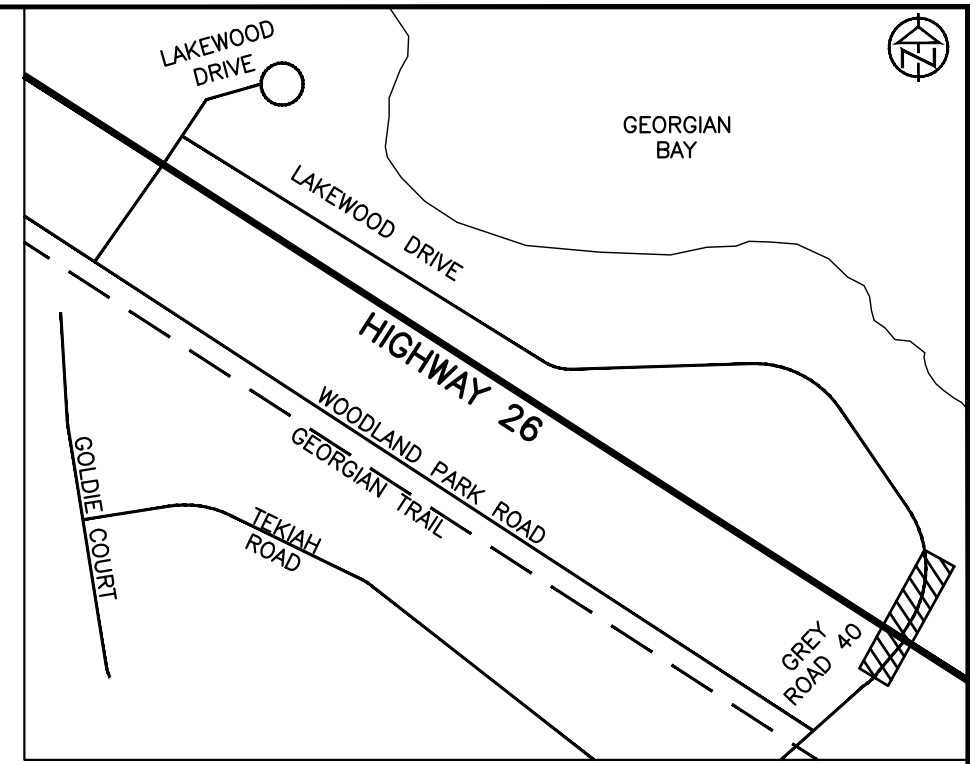 LAKEWOOD
DRIVE
N
GEORGIAN
BAY
LAKEWOOD DRIVE
HIGHWAY 26
WOODLAND PARK ROAD
GEORGIAN TRAIL
GOLDIE COURT
TEKIAH
ROAD
GREY
ROAD 40